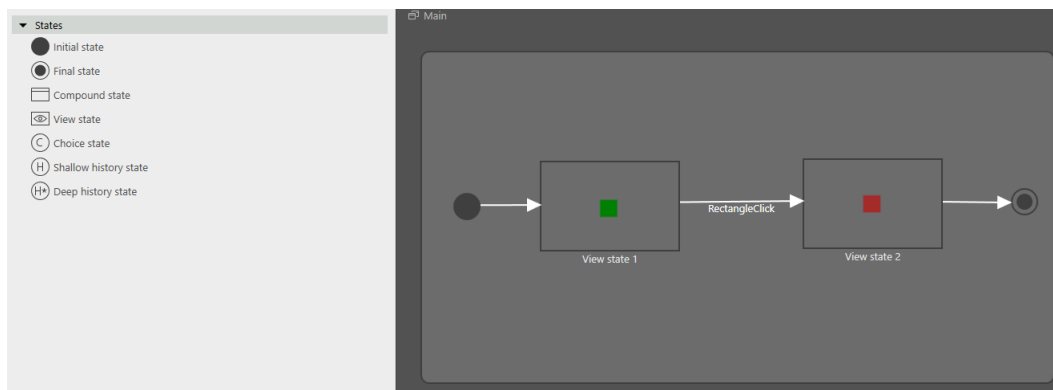 States
Initial state
Final state
Compound state
View state
C Choice state
H Shallow history state
H* Deep history state
Main
RectangleClick
View state 1
View state 2